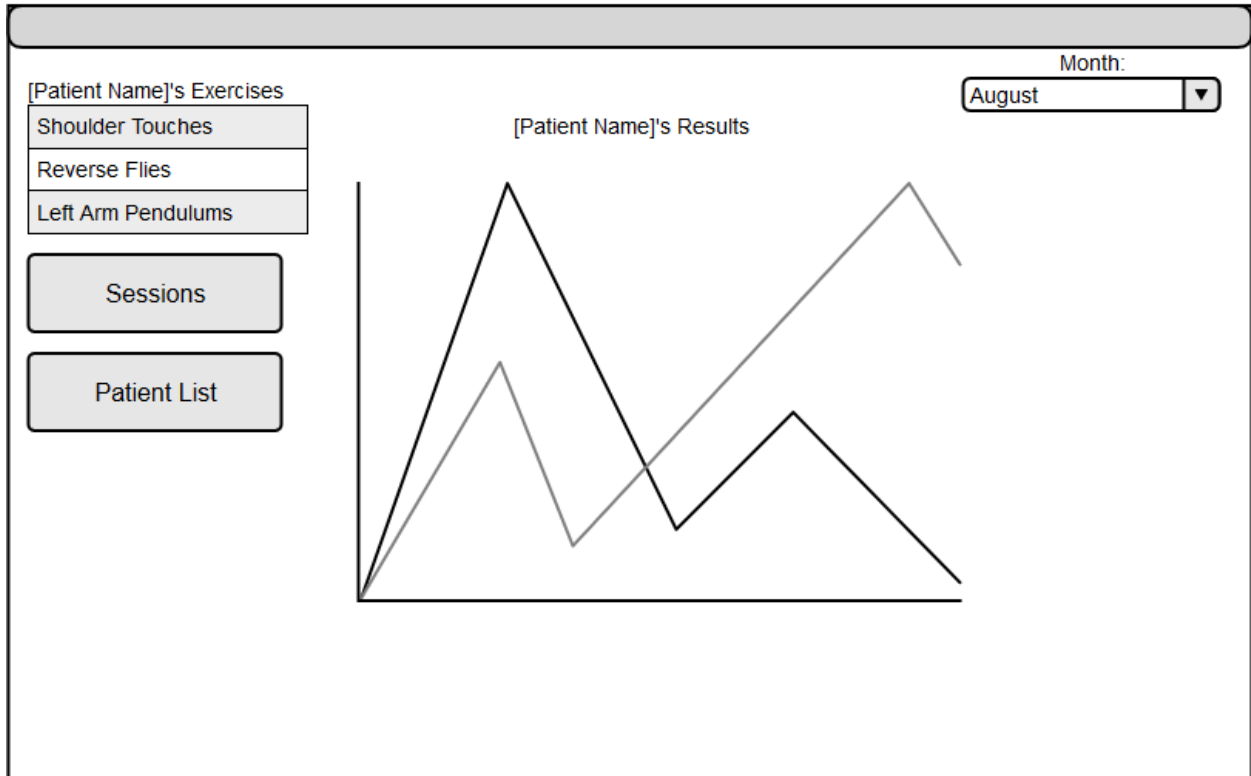 Month:
[Patient Name]'s Exercises
August
Shoulder Touches
[Patient Name]'s Results
Reverse Flies
Left Arm Pendulums
Sessions
Patient List